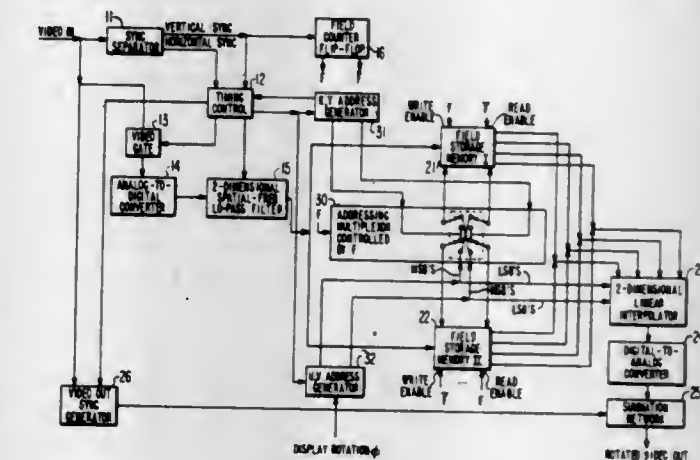 VIDEO IN
11
SYNC
SEPARATOR
VERTICAL SYNC
HORIZONTAL SYNC
FIELD
COUNTER
FLIP-FLOP
16
12
TIMING
CONTROL
X,Y ADDRESS
GENERATOR
31
13
VIDEO
GATE
14
ANALOG-TO-
DIGITAL
CONVERTER
15
2-DIMENSIONAL
SPATIAL-FREQ
LO-PASS FILTER
WRITE
ENABLE
F
F
READ
ENABLE
FIELD
STORAGE
MEMORY I
21
30
F
ADDRESSING
MULTIPLEXOR
CONTROLLED
BY F
MSB'S
MSB'S
LSB'S
LSB'S
2-DIMENSIONAL
LINEAR
INTERPOLATOR
22
FIELD
STORAGE
MEMORY II
WRITE
ENABLE
F
F
READ
ENABLE
32
ADDRESS
GENERATOR
DIGITAL-TO-
ANALOG
CONVERTER
25
SUMMATION
NETWORK
26
VIDEO OUT
SYNC
GENERATOR
DISPLAY ROTATION ϕ
ROTATED VIDEO OUT